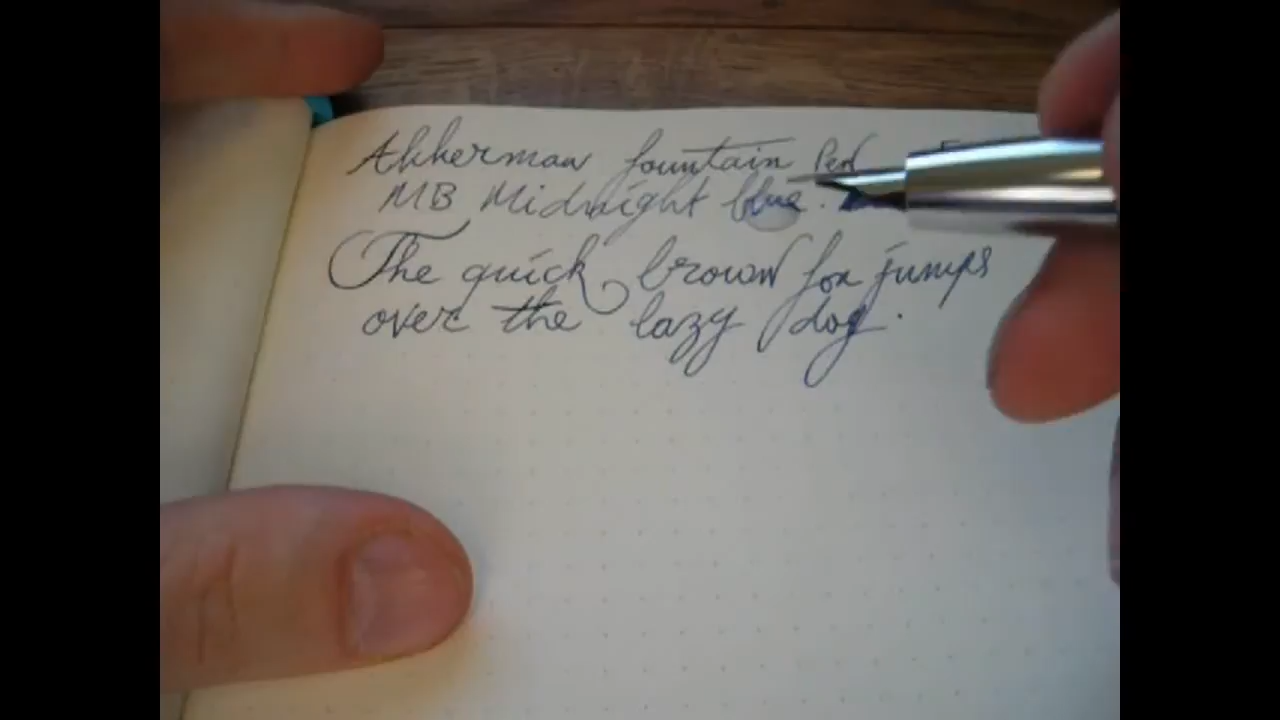 Akkerman fountain Pen
MB Midnight blue.
The quick brown fox jumps
over the lazy dog.